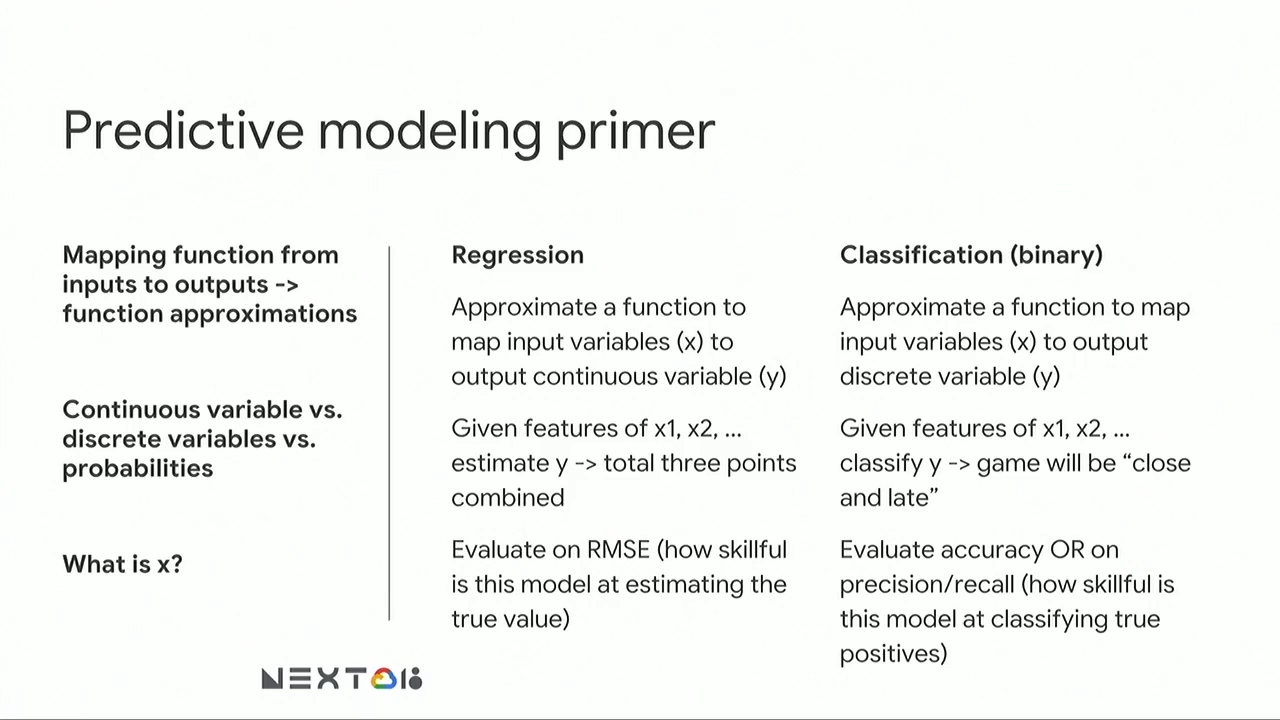 Predictive modeling primer
Mapping function from
inputs to outputs ->
function approximations
Continuous variable vs.
discrete variables vs.
probabilities
What is x?
Regression
Approximate a function to
map input variables (x) to
output continuous variable (y)
Given features of x1, x2, ...
estimate y -> total three points
combined
Evaluate on RMSE (how skillful
is this model at estimating the
true value)
Classification (binary)
Approximate a function to map
input variables (x) to output
discrete variable (y)
Given features of x1, x2, ...
classify y -> game will be “close
and late”
Evaluate accuracy OR on
precision/recall (how skillful is
this model at classifying true
positives)
NEXT 18